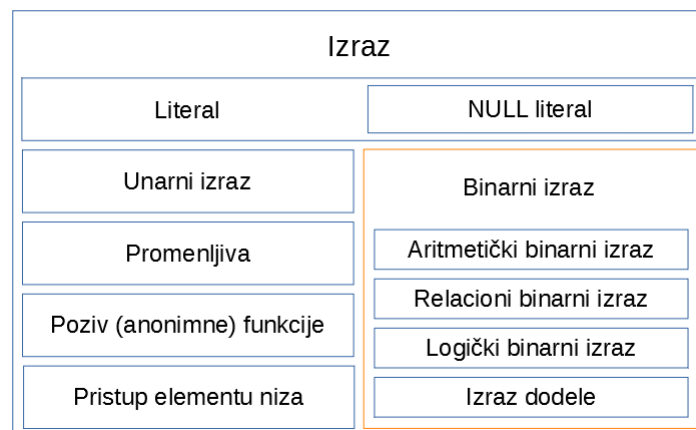 Izraz
Literal
NULL literal
Unarni izraz
Promenljiva
Poziv (anonimne) funkcije
Pristup elementu niza
Binarni izraz
Aritmetički binarni izraz
Relacioni binarni izraz
Logički binarni izraz
Izraz dodele